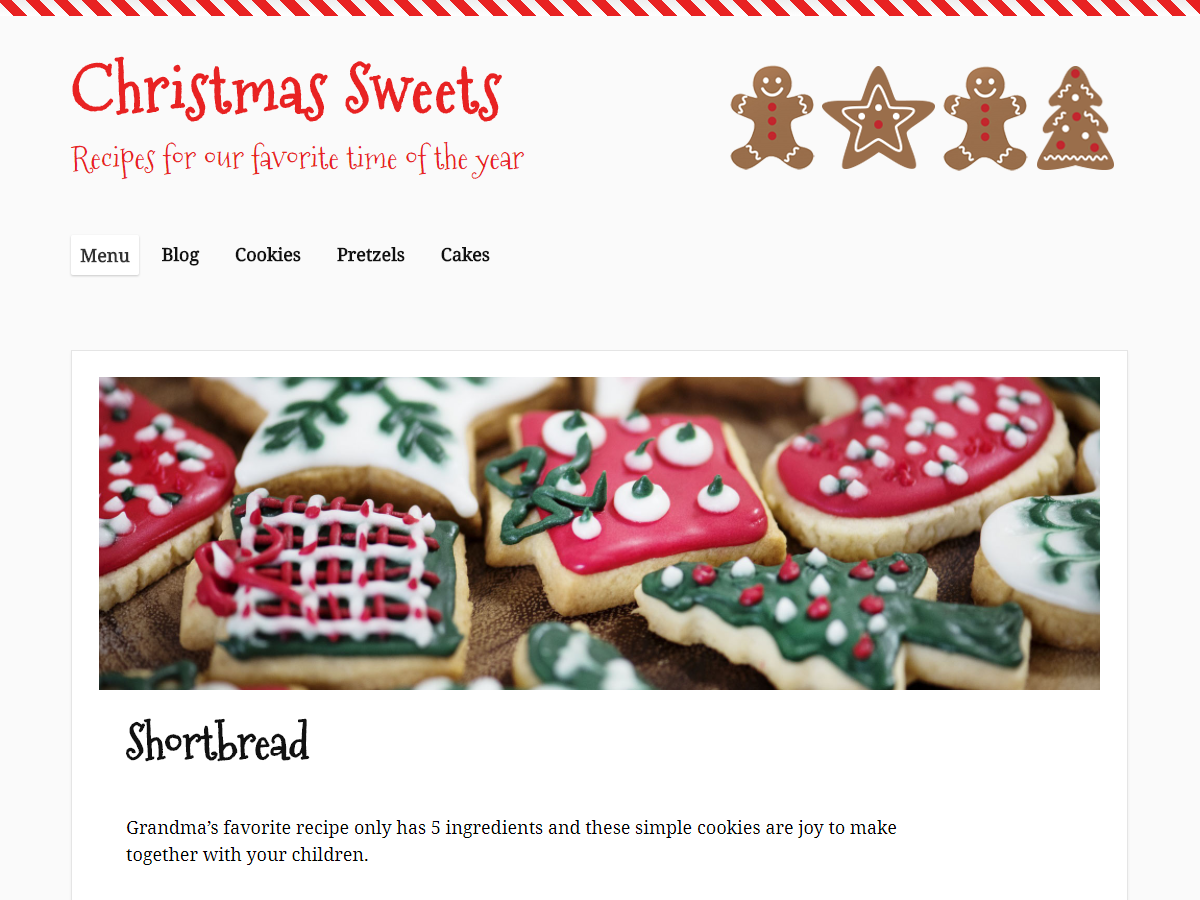 Christmas Sweets
Recipes for our favorite time of the year
Menu Blog Cookies Pretzels Cakes
Shortbread
Grandma’s favorite recipe only has 5 ingredients and these simple cookies are joy to make
together with your children.